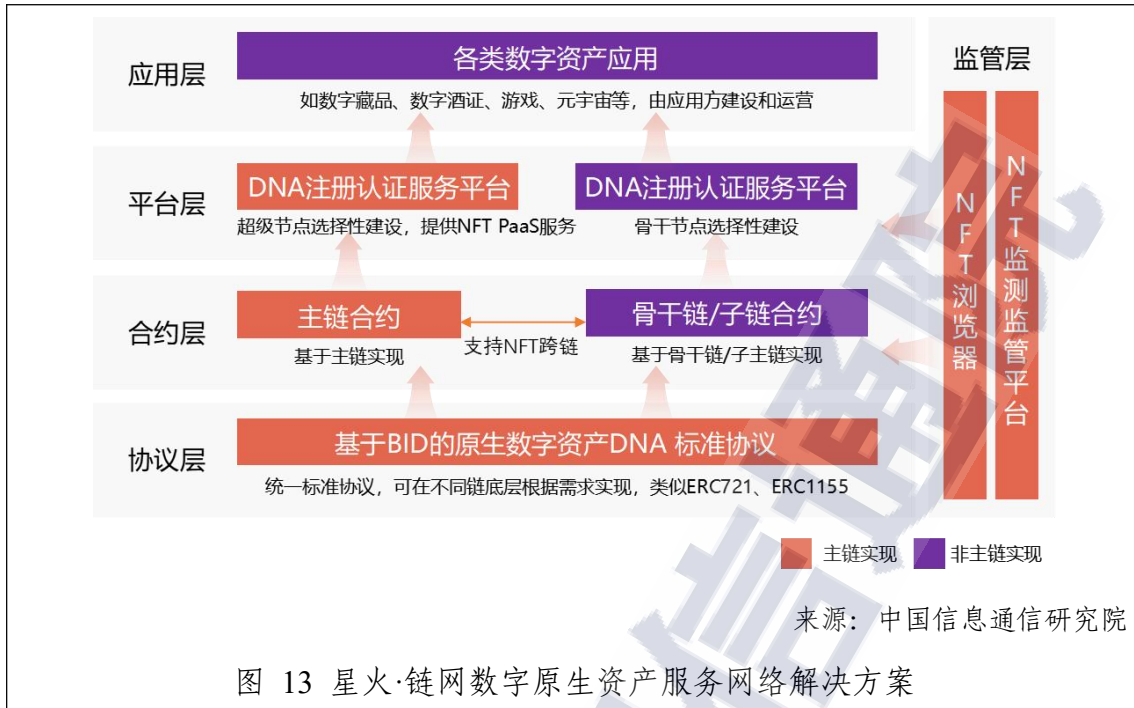 应用层
各类数字资产应用
如数字藏品、数字酒证、游戏、元宇宙等，由应用方建设和运营
平台层
DNA注册认证服务平台
超级节点选择性建设，提供NFT PaaS服务
DNA注册认证服务平台
骨干节点选择性建设
合约层
主链合约
基于主链实现
支持NFT跨链
骨干链/子链合约
基于骨干链/子主链实现
协议层
基于BID的原生数字资产DNA 标准协议
统一标准协议，可在不同链底层根据需求实现，类似ERC721、ERC1155
监管层
NFT浏览器
NFT监测监管平台
主链实现
非主链实现
来源：中国信息通信研究院
图 13 星火·链网数字原生资产服务网络解决方案